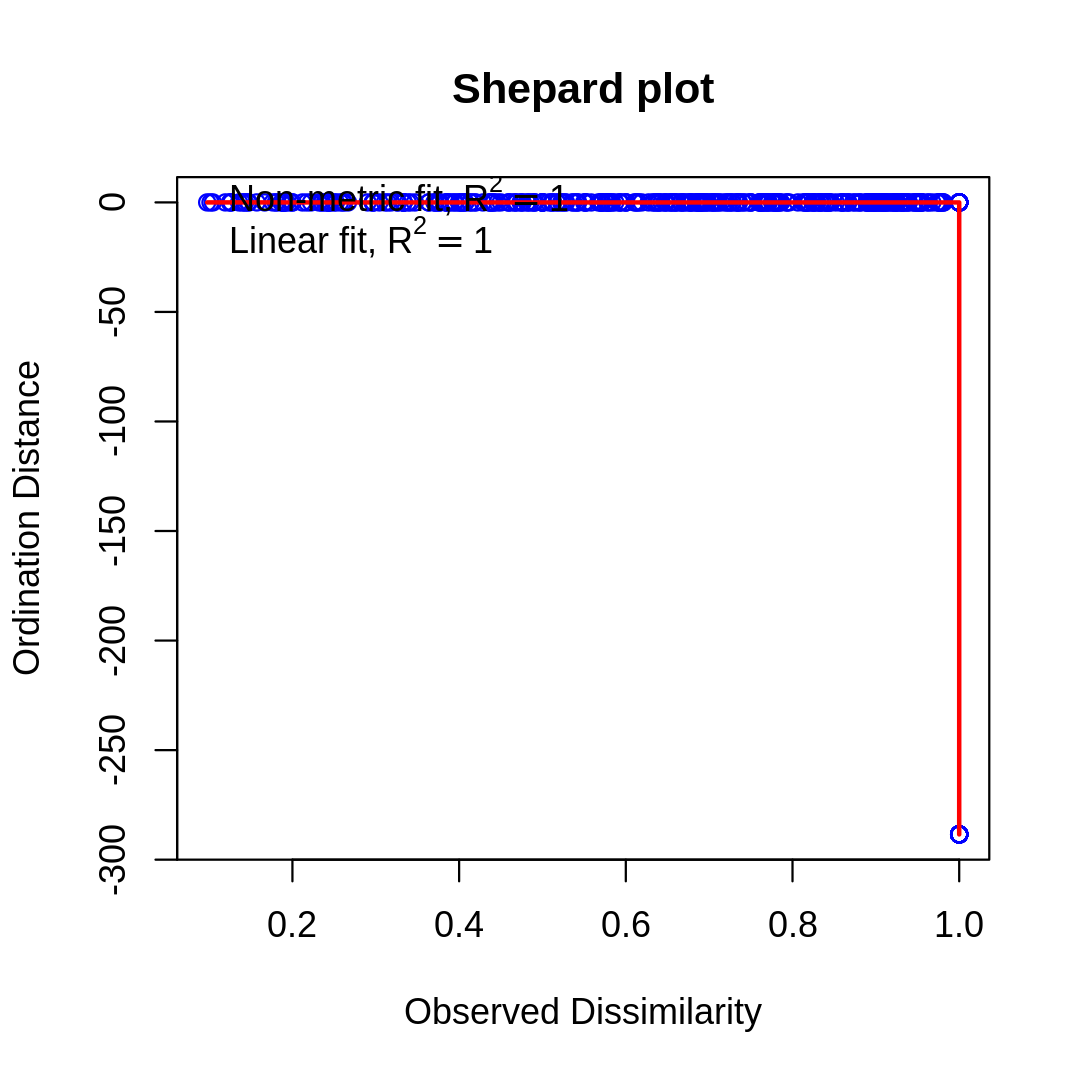 Shepard plot
Non-metric fit, R² = 1
Linear fit, R² = 1
Ordination Distance
0
-50
-100
-150
-200
-250
-300
0.2 0.4 0.6 0.8 1.0
Observed Dissimilarity